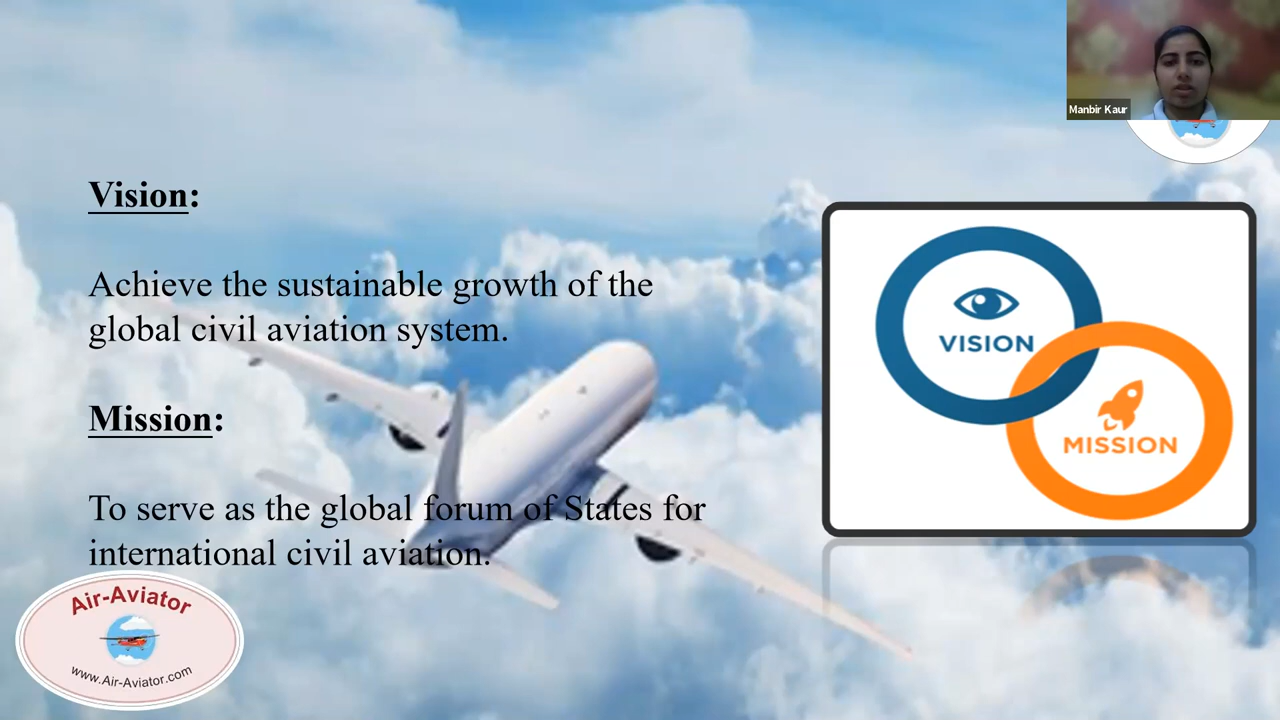 Manbir Kaur
Vision:
Achieve the sustainable growth of the
global civil aviation system.
Mission:
To serve as the global forum of States for
international civil aviation.
VISION
MISSION
Air-Aviator
www.Air-Aviator.com